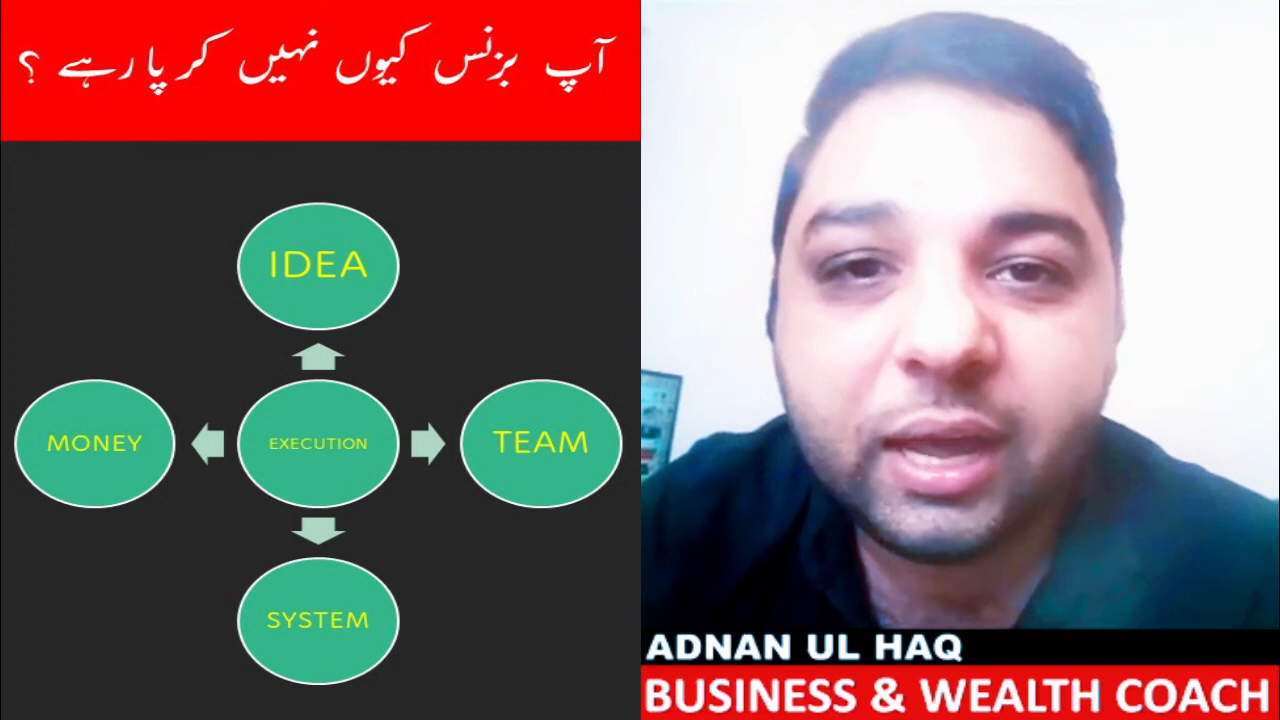 آپ بزنس کیوں نہیں کر پا رہے ؟
IDEA
MONEY
EXECUTION
TEAM
SYSTEM
ADNAN UL HAQ
BUSINESS & WEALTH COACH